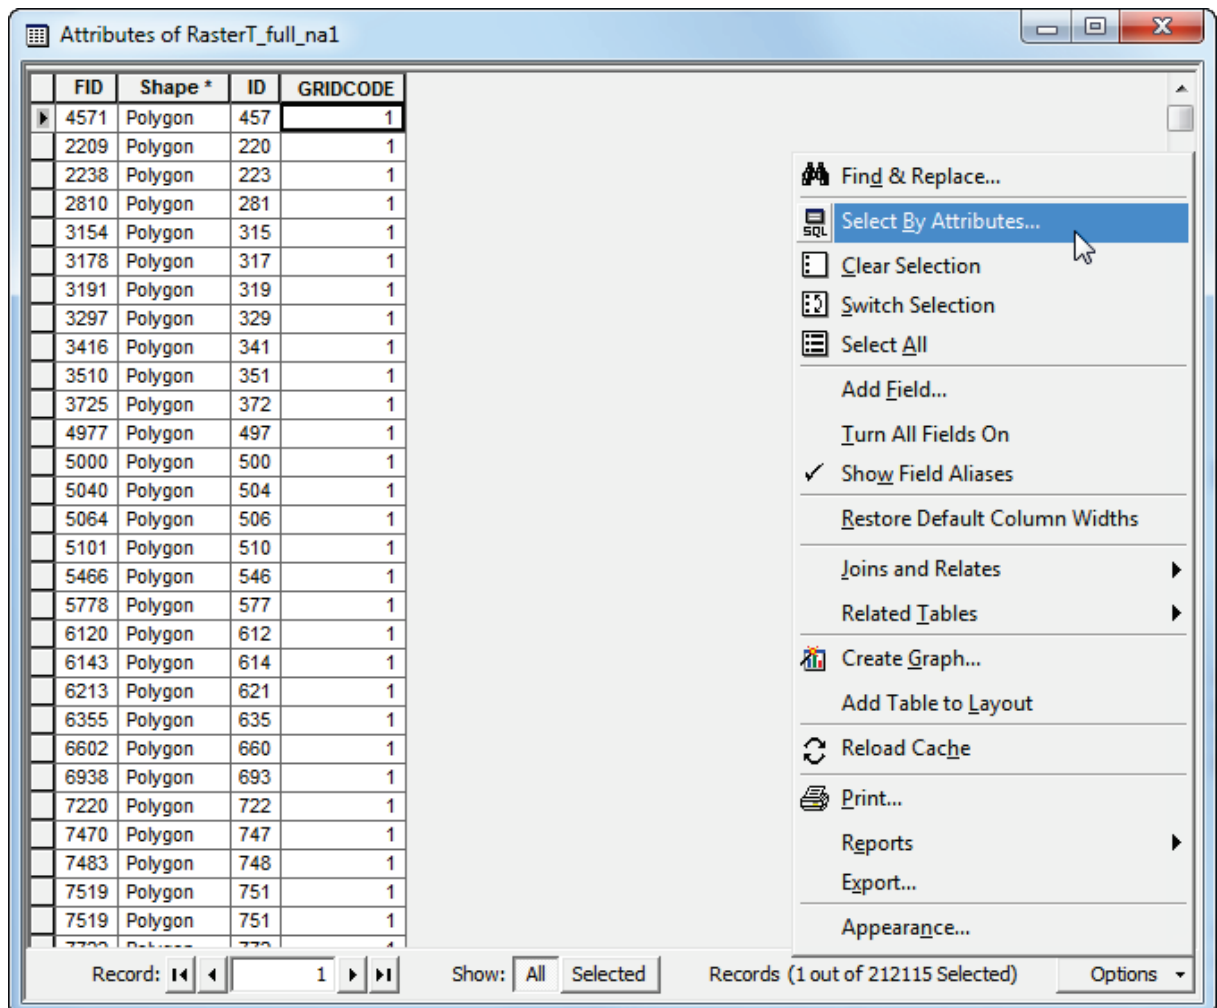 Attributes of RasterT_full_na1
FID Shape * ID GRIDCODE
4571 Polygon 457 1
2209 Polygon 220 1
2238 Polygon 223 1
2810 Polygon 281 1
3154 Polygon 315 1
3178 Polygon 317 1
3191 Polygon 319 1
3297 Polygon 329 1
3416 Polygon 341 1
3510 Polygon 351 1
3725 Polygon 372 1
4977 Polygon 497 1
5000 Polygon 500 1
5040 Polygon 504 1
5064 Polygon 506 1
5101 Polygon 510 1
5466 Polygon 546 1
5778 Polygon 577 1
6120 Polygon 612 1
6143 Polygon 614 1
6213 Polygon 621 1
6355 Polygon 635 1
6602 Polygon 660 1
6938 Polygon 693 1
7220 Polygon 722 1
7470 Polygon 747 1
7483 Polygon 748 1
7519 Polygon 751 1
7519 Polygon 751 1
Find & Replace...
SQL Select By Attributes...
Clear Selection
Switch Selection
Select All
Add Field...
Turn All Fields On
Show Field Aliases
Restore Default Column Widths
Joins and Relates
Related Tables
Create Graph...
Add Table to Layout
Reload Cache
Print...
Reports
Export...
Appearance...
Record: 1 Show: All Selected Records (1 out of 212115 Selected) Options